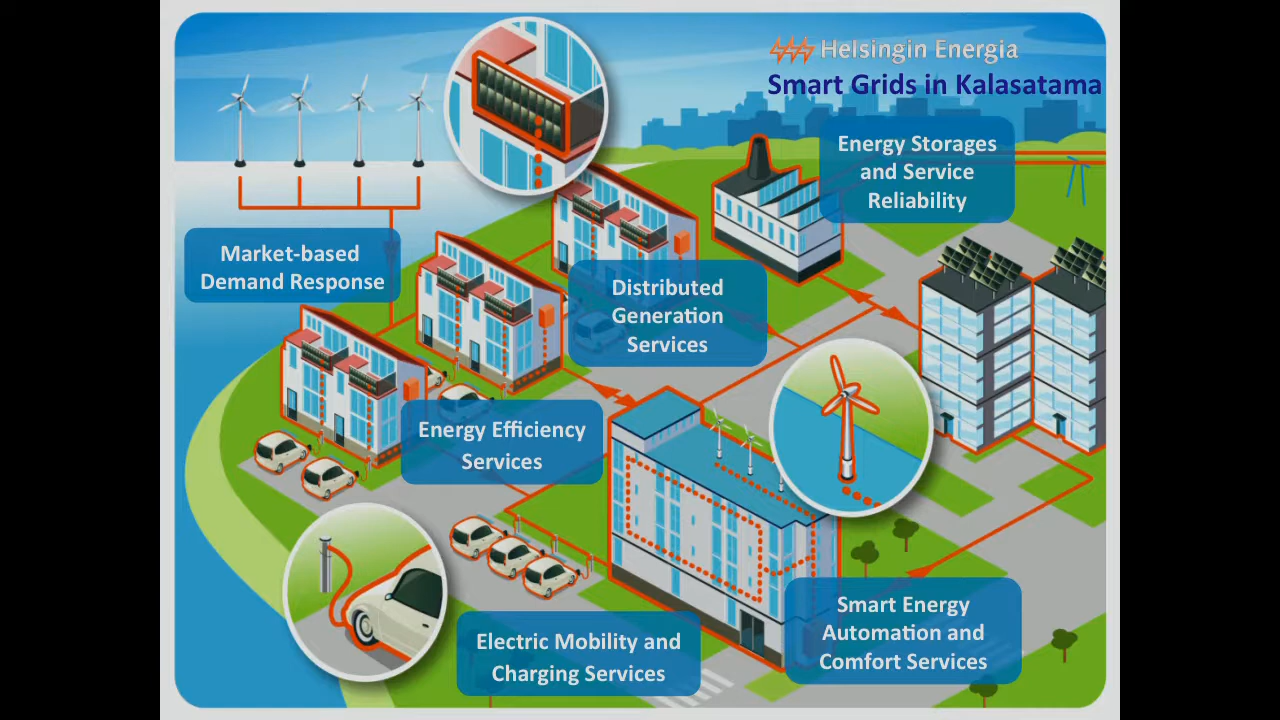 Helsingin Energia
Smart Grids in Kalasatama
Energy Storages
and Service
Reliability
Market-based
Demand Response
Distributed
Generation
Services
Energy Efficiency
Services
Electric Mobility and
Charging Services
Smart Energy
Automation and
Comfort Services